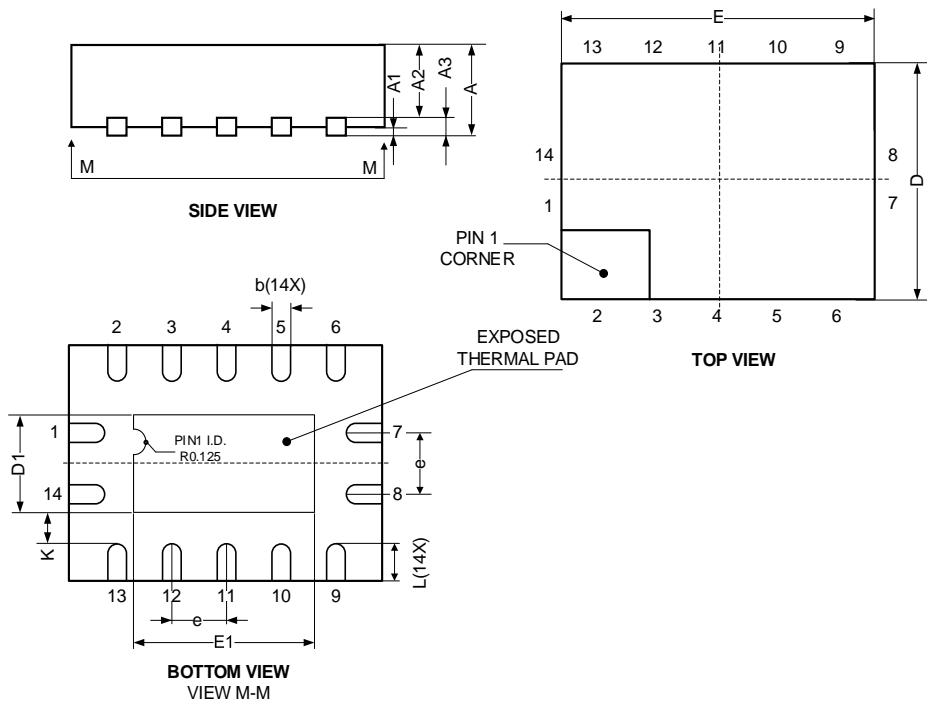 A1
A2
A3
A
M
M
SIDE VIEW
E
13 12 11 10 9
14
1
8
7
D
PIN 1
CORNER
2 3 4 5 6
TOP VIEW
b(14X)
2 3 4 5 6
EXPOSED
THERMAL PAD
1
14
D1
K
PIN1 I.D.
R0.125
7
8
e
L(14X)
13 12 11 10 9
e
E1
BOTTOM VIEW
VIEW M-M